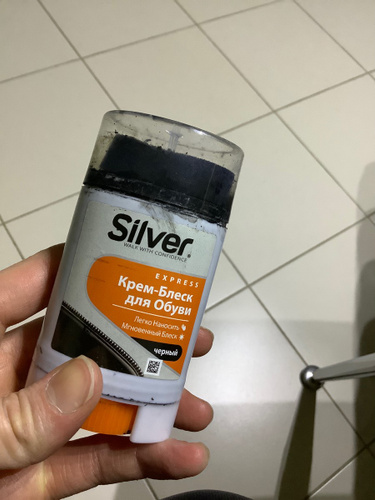 Silver
WALK WITH CONFIDENCE
EXPRESS
Крем-Блеск
для Обуви
Легко Наносить
Мгновенный Блеск
черный